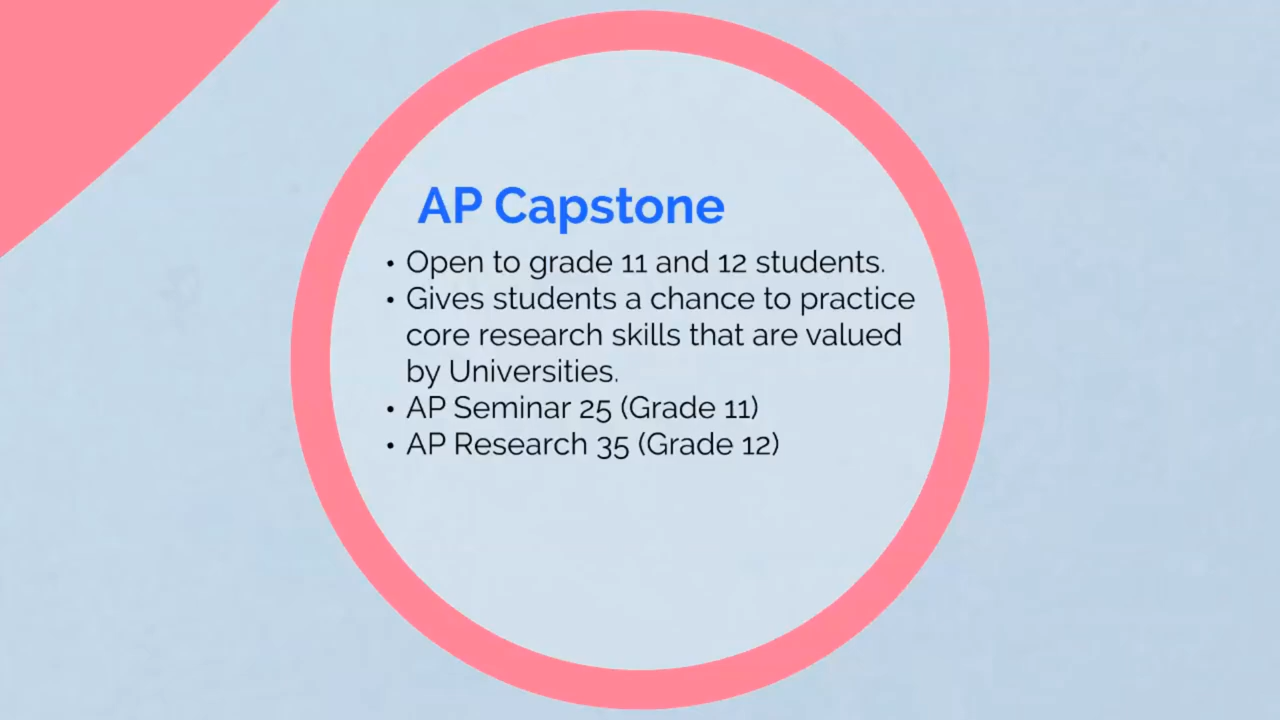 AP Capstone
• Open to grade 11 and 12 students.
• Gives students a chance to practice
core research skills that are valued
by Universities.
• AP Seminar 25 (Grade 11)
• AP Research 35 (Grade 12)